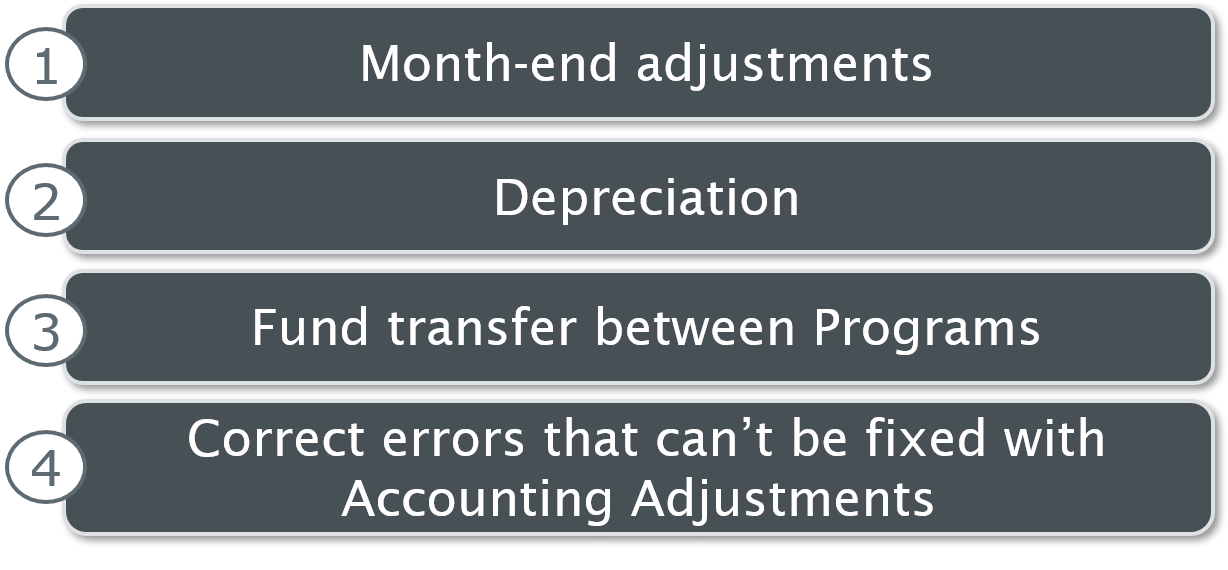 1 Month-end adjustments
2 Depreciation
3 Fund transfer between Programs
4 Correct errors that can’t be fixed with
Accounting Adjustments